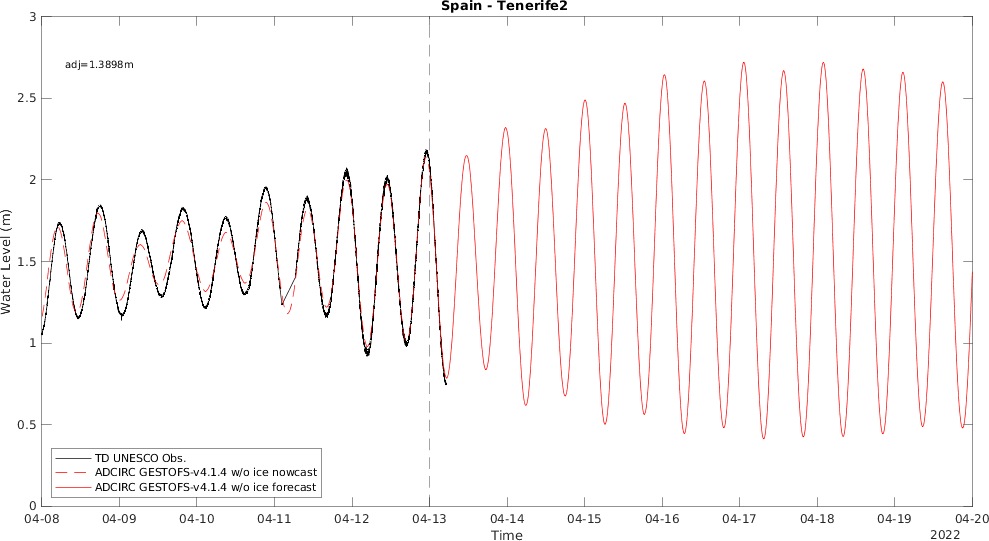 Spain - Tenerife2
3
adj=1.3898m
2.5
2
Water Level (m)
1.5
1
0.5
0
TD UNESCO Obs.
ADCIRC GESTOFS-v4.1.4 w/o ice nowcast
ADCIRC GESTOFS-v4.1.4 w/o ice forecast
04-08 04-09 04-10 04-11 04-12 04-13 04-14 04-15 04-16 04-17 04-18 04-19 04-20
Time
2022